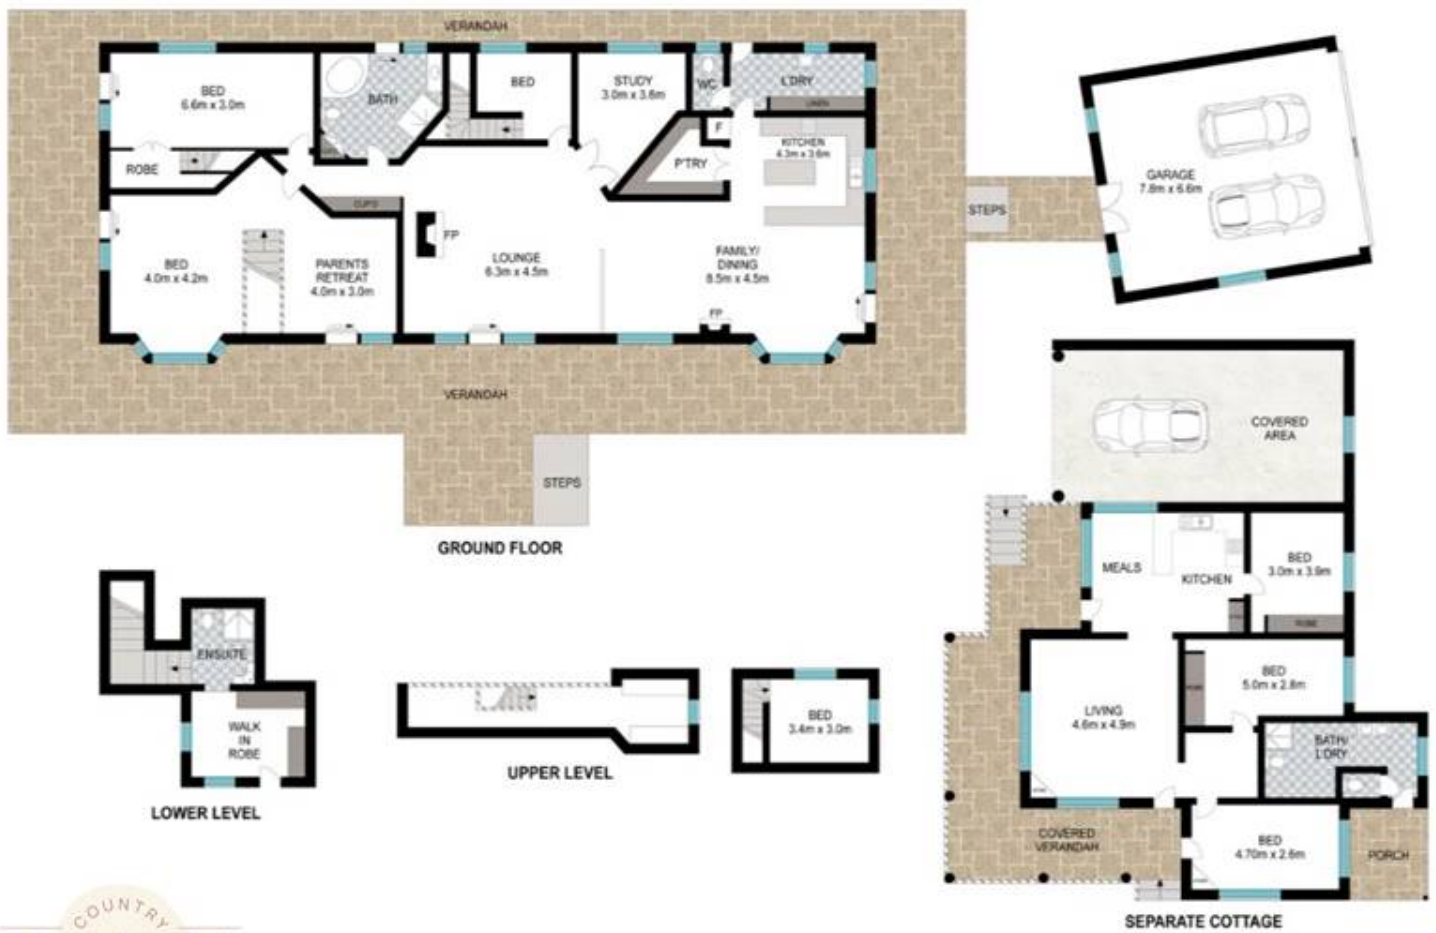 VERANDAH
BED
6.6m x 3.0m
BATH
BED
STUDY
3.0m x 3.6m
WC
L'DRY
LINEN
ROBE
F
P'TRY
KITCHEN
4.3m x 3.6m
CUP'D
FP
BED
4.0m x 4.2m
PARENTS
RETREAT
4.0m x 3.0m
LOUNGE
6.3m x 4.5m
FAMILY/
DINING
8.5m x 4.5m
FP
STEPS
GARAGE
7.8m x 6.6m
VERANDAH
STEPS
GROUND FLOOR
COVERED
AREA
MEALS
KITCHEN
BED
3.0m x 3.9m
ROBE
BED
5.0m x 2.8m
LIVING
4.6m x 4.9m
BATH/
L'DRY
COVERED
VERANDAH
BED
4.70m x 2.6m
PORCH
SEPARATE COTTAGE
ENSUITE
WALK
IN
ROBE
LOWER LEVEL
UPPER LEVEL
BED
3.4m x 3.0m
COUNTRY